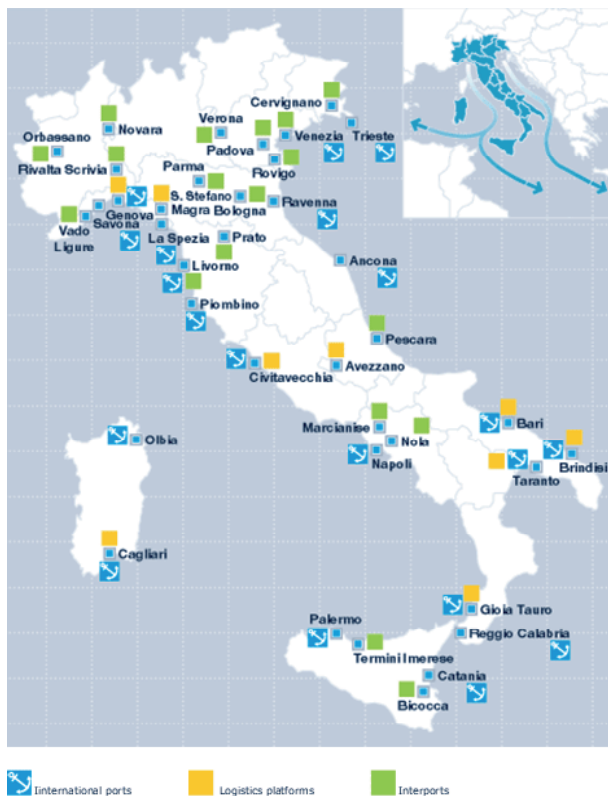 Cervignano
Verona
Novara
Orbassano
Venezia
Trieste
Padova
Rivalta Scrivia
Parma
Rovigo
S. Stefano
Magra
Bologna
Ravenna
Genova
Savona
Vado
Ligure
La Spezia
Prato
Livorno
Ancona
Piombino
Pescara
Civitavecchia
Avezzano
Marcianise
Nola
Bari
Napoli
Brindisi
Taranto
Olbia
Cagliari
Gioia Tauro
Palermo
Reggio Calabria
Termini Imerese
Catania
Bicocca
Iinternational ports
Logistics platforms
Interports